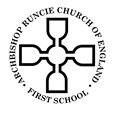 ARCHBISHOP RUNCIE CHURCH OF ENGLAND
• FIRST SCHOOL •